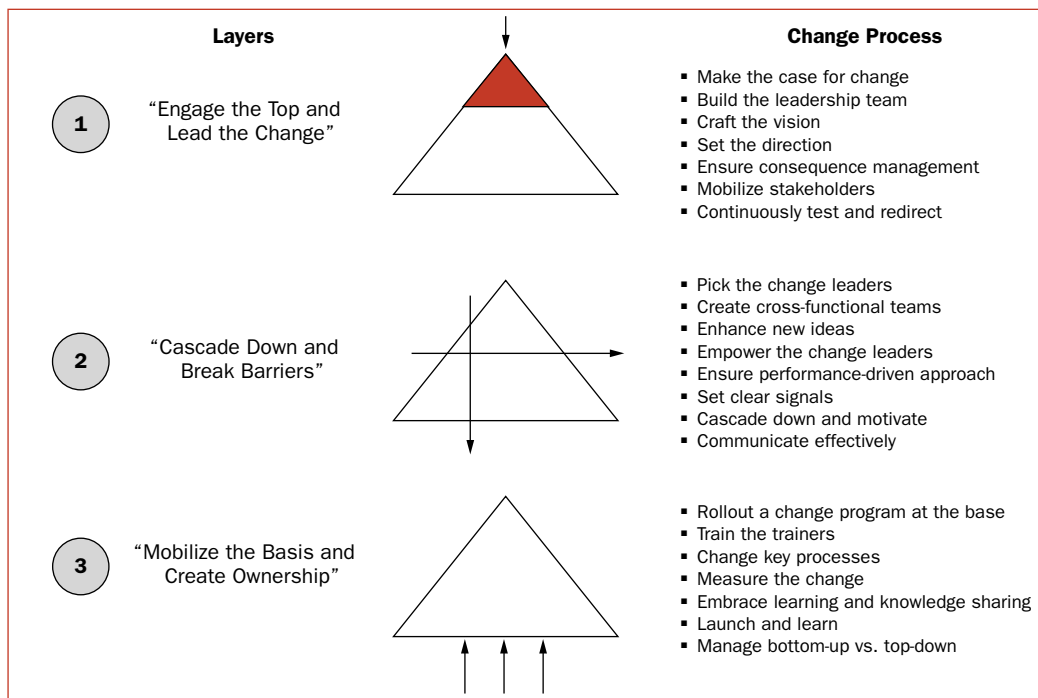 Layers
Change Process
1
“Engage the Top and
Lead the Change”
▪ Make the case for change
▪ Build the leadership team
▪ Craft the vision
▪ Set the direction
▪ Ensure consequence management
▪ Mobilize stakeholders
▪ Continuously test and redirect
2
“Cascade Down and
Break Barriers”
▪ Pick the change leaders
▪ Create cross-functional teams
▪ Enhance new ideas
▪ Empower the change leaders
▪ Ensure performance-driven approach
▪ Set clear signals
▪ Cascade down and motivate
▪ Communicate effectively
3
“Mobilize the Basis and
Create Ownership”
▪ Rollout a change program at the base
▪ Train the trainers
▪ Change key processes
▪ Measure the change
▪ Embrace learning and knowledge sharing
▪ Launch and learn
▪ Manage bottom-up vs. top-down